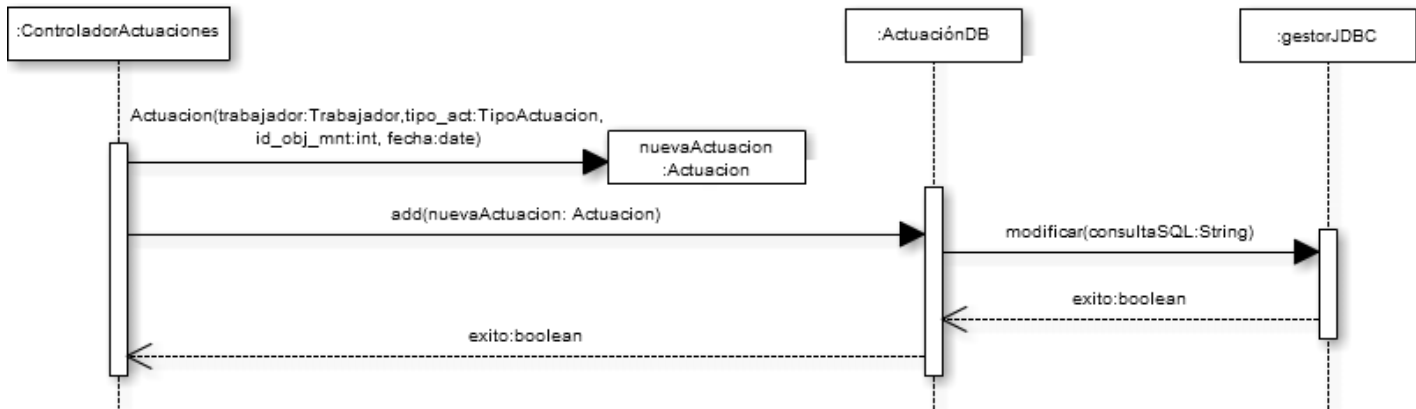 :ControladorActuaciones
:ActuaciónDB
:gestorJDBC
Actuacion(trabajador:Trabajador,tipo_act:TipoActuacion,
id_obj_mnt:int, fecha:date)
nuevaActuacion
:Actuacion
add(nuevaActuacion: Actuacion)
modificar(consultaSQL:String)
exito:boolean
exito:boolean